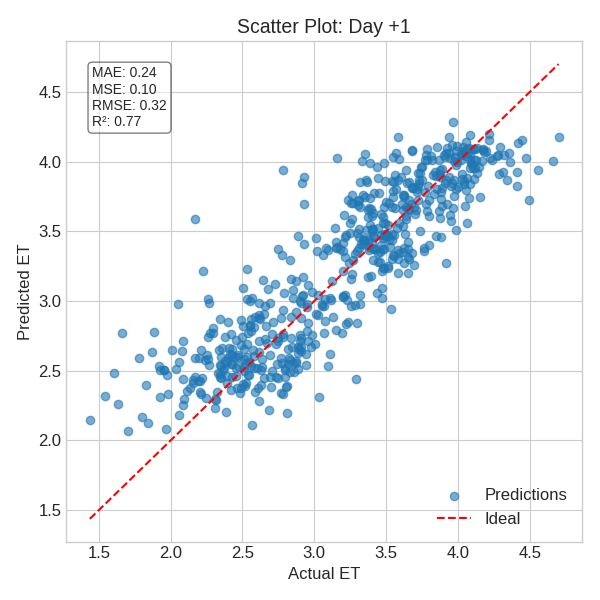 Scatter Plot: Day +1
MAE: 0.24
MSE: 0.10
RMSE: 0.32
R²: 0.77
4.5
4.0
3.5
3.0
2.5
2.0
1.5
Predicted ET
Predictions
Ideal
1.5 2.0 2.5 3.0 3.5 4.0 4.5
Actual ET